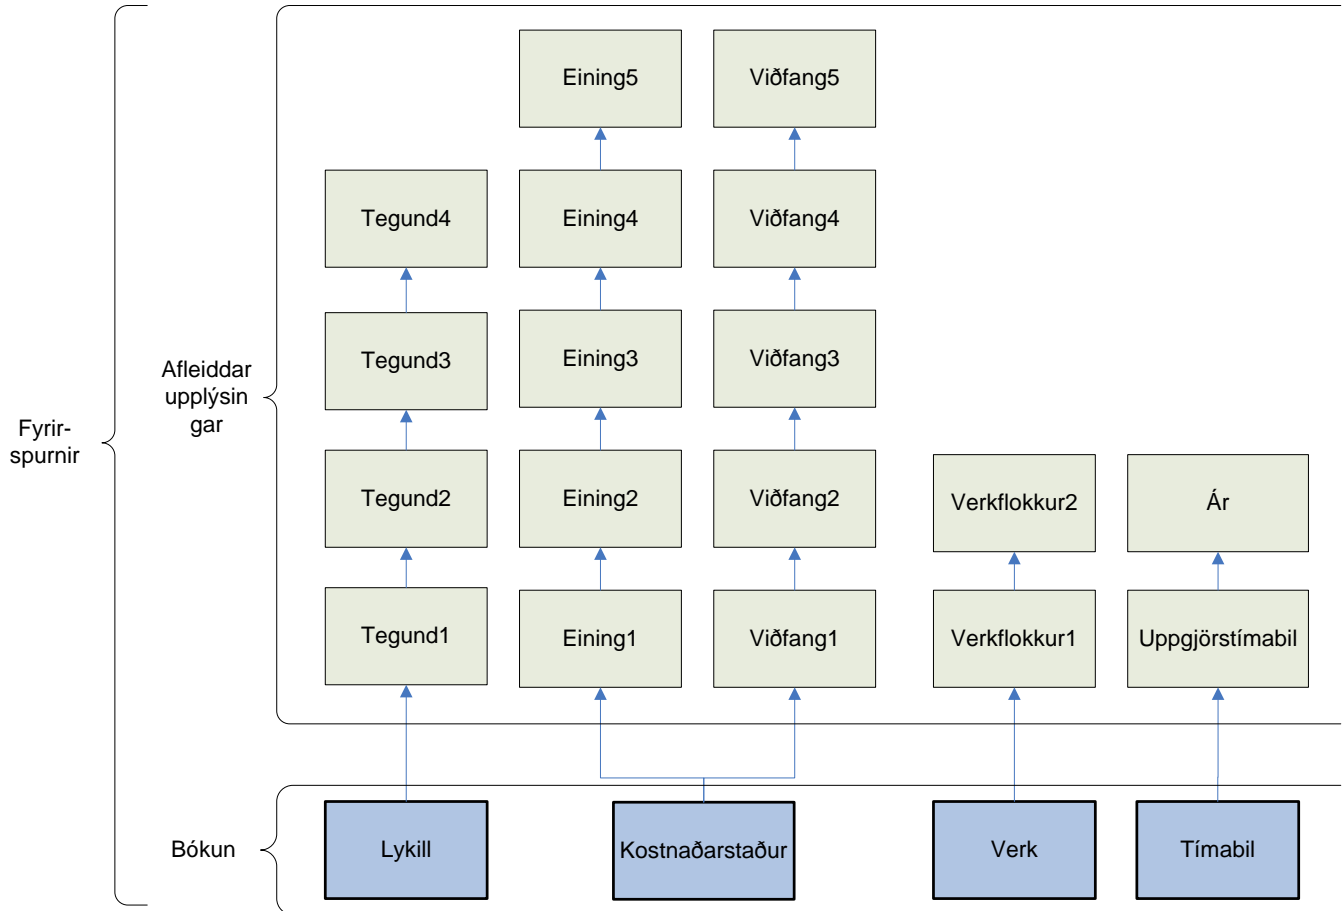 Eining5
Viðfang5
Tegund4
Eining4
Viðfang4
Tegund3
Eining3
Viðfang3
Afleiddar
upplýsin
gar
Fyrir-
spurnir
Tegund2
Eining2
Viðfang2
Verkflokkur2
Ár
Tegund1
Eining1
Viðfang1
Verkflokkur1
Uppgjörstímabil
Bókun
Lykill
Kostnaðarstaður
Verk
Tímabil